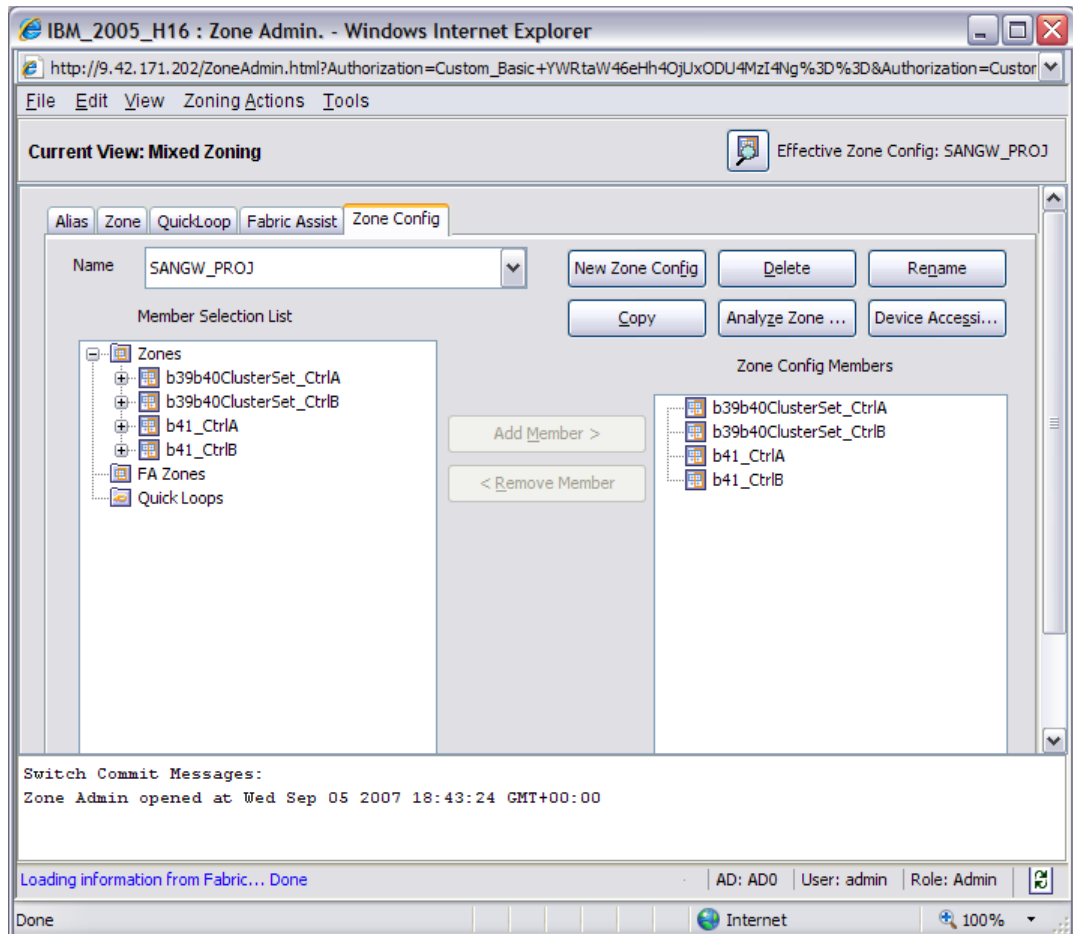 IBM_2005_H16 : Zone Admin. - Windows Internet Explorer
http://9.42.171.202/ZoneAdmin.html?Authorization=Custom_Basic+YWRtaW46eHh4OjUxODU4MzI4Ng%3D%3D&Authorization=Custor
File Edit View Zoning Actions Tools
Current View: Mixed Zoning
Effective Zone Config: SANGW_PROJ
Alias Zone QuickLoop Fabric Assist Zone Config
Name SANGW_PROJ
New Zone Config Delete Rename
Copy Analyze Zone ... Device Accessi...
Member Selection List
Zones
b39b40ClusterSet_CtrlA
b39b40ClusterSet_CtrlB
b41_CtrlA
b41_CtrlB
FA Zones
Quick Loops
Add Member >
< Remove Member
Zone Config Members
b39b40ClusterSet_CtrlA
b39b40ClusterSet_CtrlB
b41_CtrlA
b41_CtrlB
Switch Commit Messages:
Zone Admin opened at Wed Sep 05 2007 18:43:24 GMT+00:00
Loading information from Fabric... Done
AD: AD0 User: admin Role: Admin
Done Internet 100%